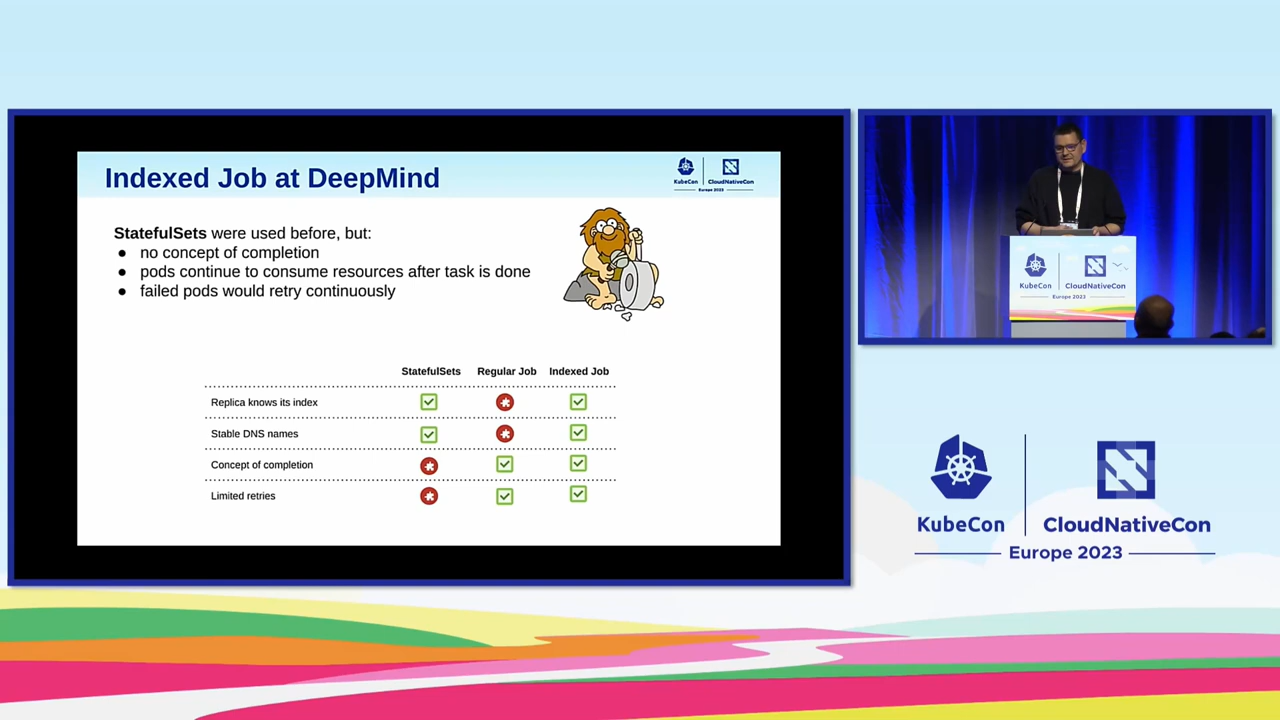 Indexed Job at DeepMind
KubeCon
CloudNativeCon
Europe 2023
StatefulSets were used before, but:
● no concept of completion
● pods continue to consume resources after task is done
● failed pods would retry continuously
StatefulSets Regular Job Indexed Job
Replica knows its index
Stable DNS names
Concept of completion
Limited retries
KubeCon
CloudNativeCon
Europe 2023
KubeCon
CloudNativeCon
Europe 2023